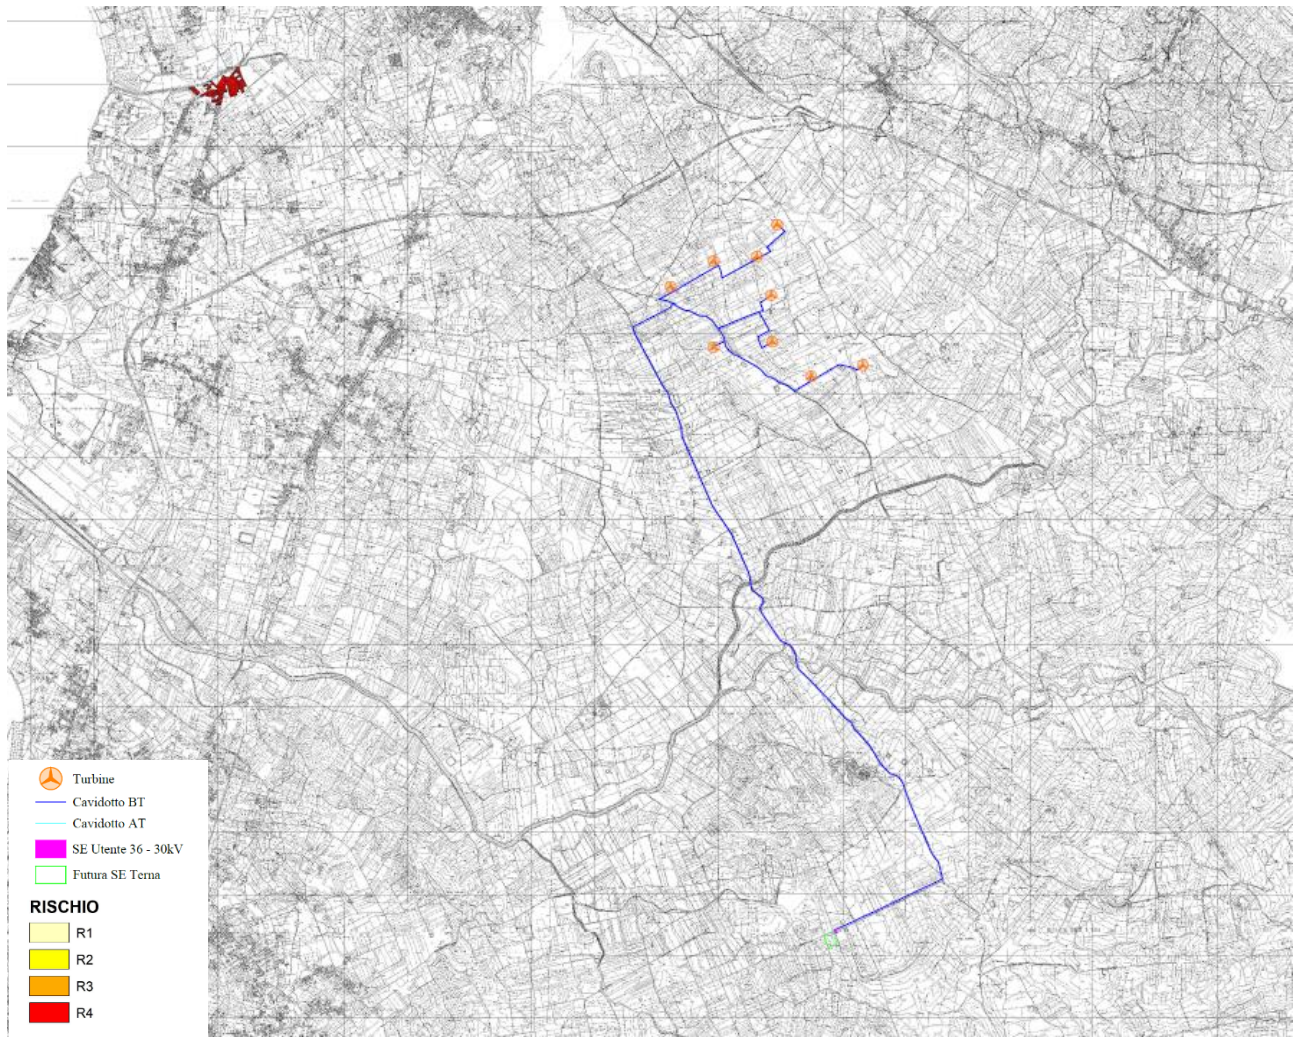 Turbine
Cavidotto BT
Cavidotto AT
SE Utente 36 - 30kV
Futura SE Terna
RISCHIO
R1
R2
R3
R4